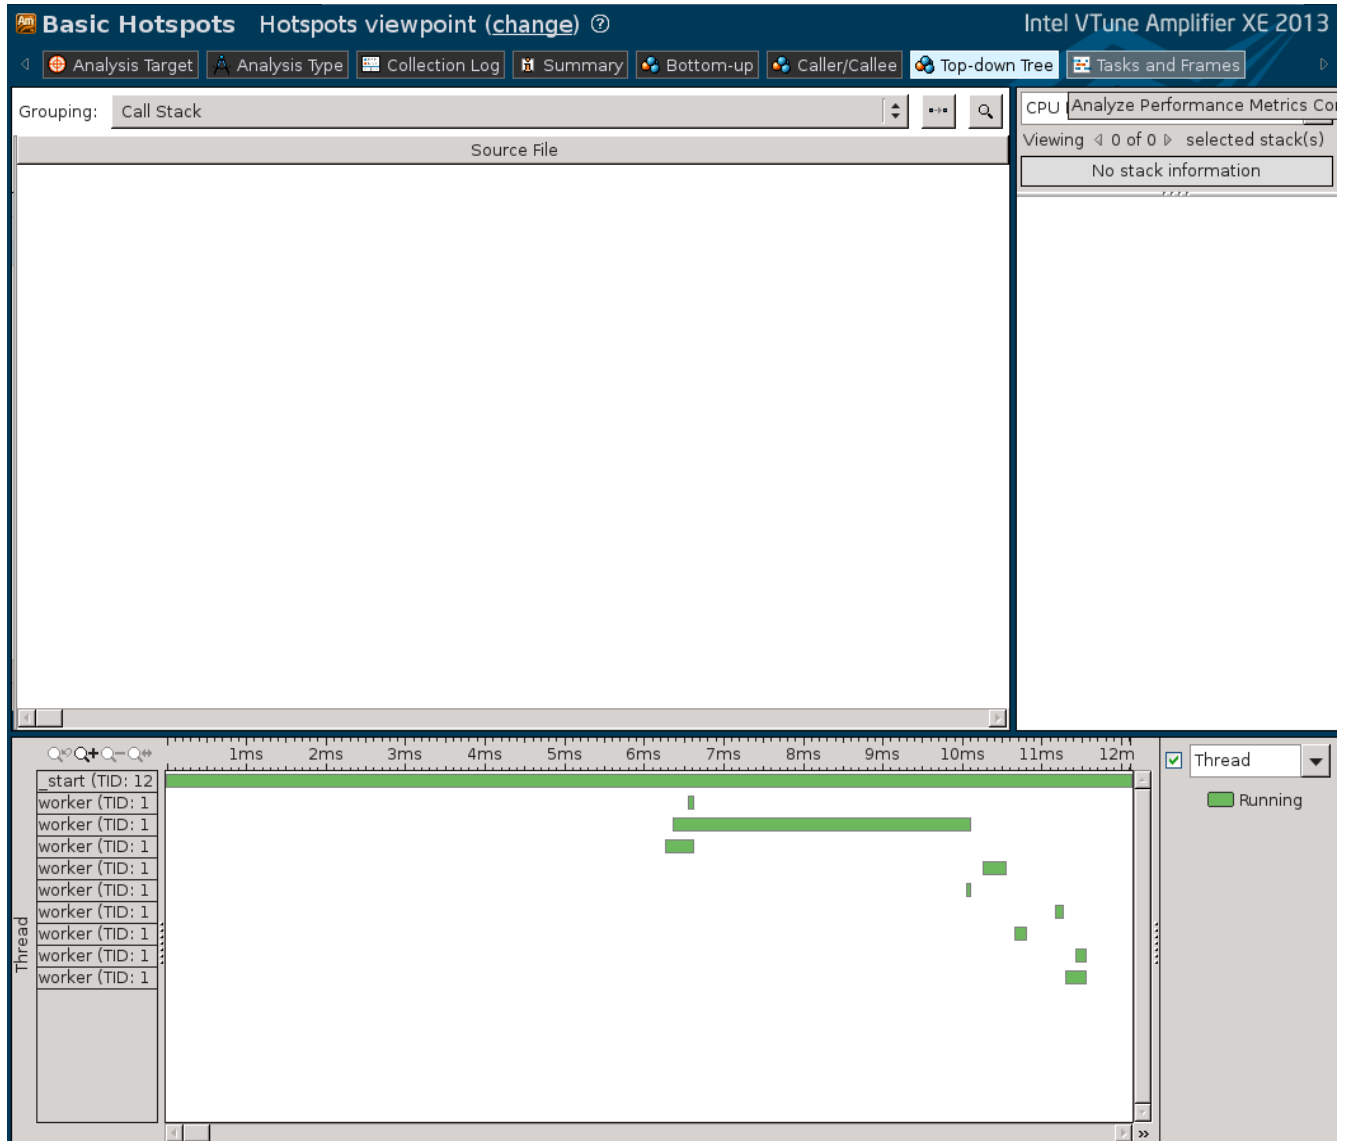 Basic Hotspots Hotspots viewpoint (change) ? Intel VTune Amplifier XE 2013
Analysis Target Analysis Type Collection Log Summary Bottom-up Caller/Callee Top-down Tree Tasks and Frames
Grouping: Call Stack
CPU Analyze Performance Metrics Co
Source File
Viewing 0 of 0 selected stack(s)
No stack information
1ms 2ms 3ms 4ms 5ms 6ms 7ms 8ms 9ms 10ms 11ms 12m
Thread
_start (TID: 12
worker (TID: 1
worker (TID: 1
worker (TID: 1
worker (TID: 1
worker (TID: 1
worker (TID: 1
worker (TID: 1
worker (TID: 1
worker (TID: 1
Thread
Running